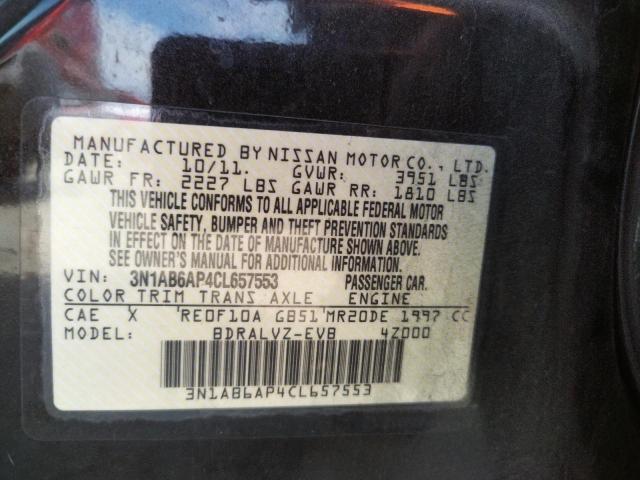 MANUFACTURED BY NISSAN MOTOR CO., LTD.
DATE: 10/11. GVWR: 3951 LBS
GAWR FR: 2227 LBS GAWR RR: 1810 LBS
THIS VEHICLE CONFORMS TO ALL APPLICABLE FEDERAL MOTOR
VEHICLE SAFETY, BUMPER AND THEFT PREVENTION STANDARDS
IN EFFECT ON THE DATE OF MANUFACTURE SHOWN ABOVE.
SEE OWNER'S MANUAL FOR ADDITIONAL INFORMATION.
VIN: 3N1AB6AP4CL657553 PASSENGER CAR.
COLOR TRIM TRANS AXLE ENGINE
CAE X RE0F10A GB51 MR20DE 1997 CC
MODEL: BDRALVZ-EVB 4Z000
3N1AB6AP4CL657553